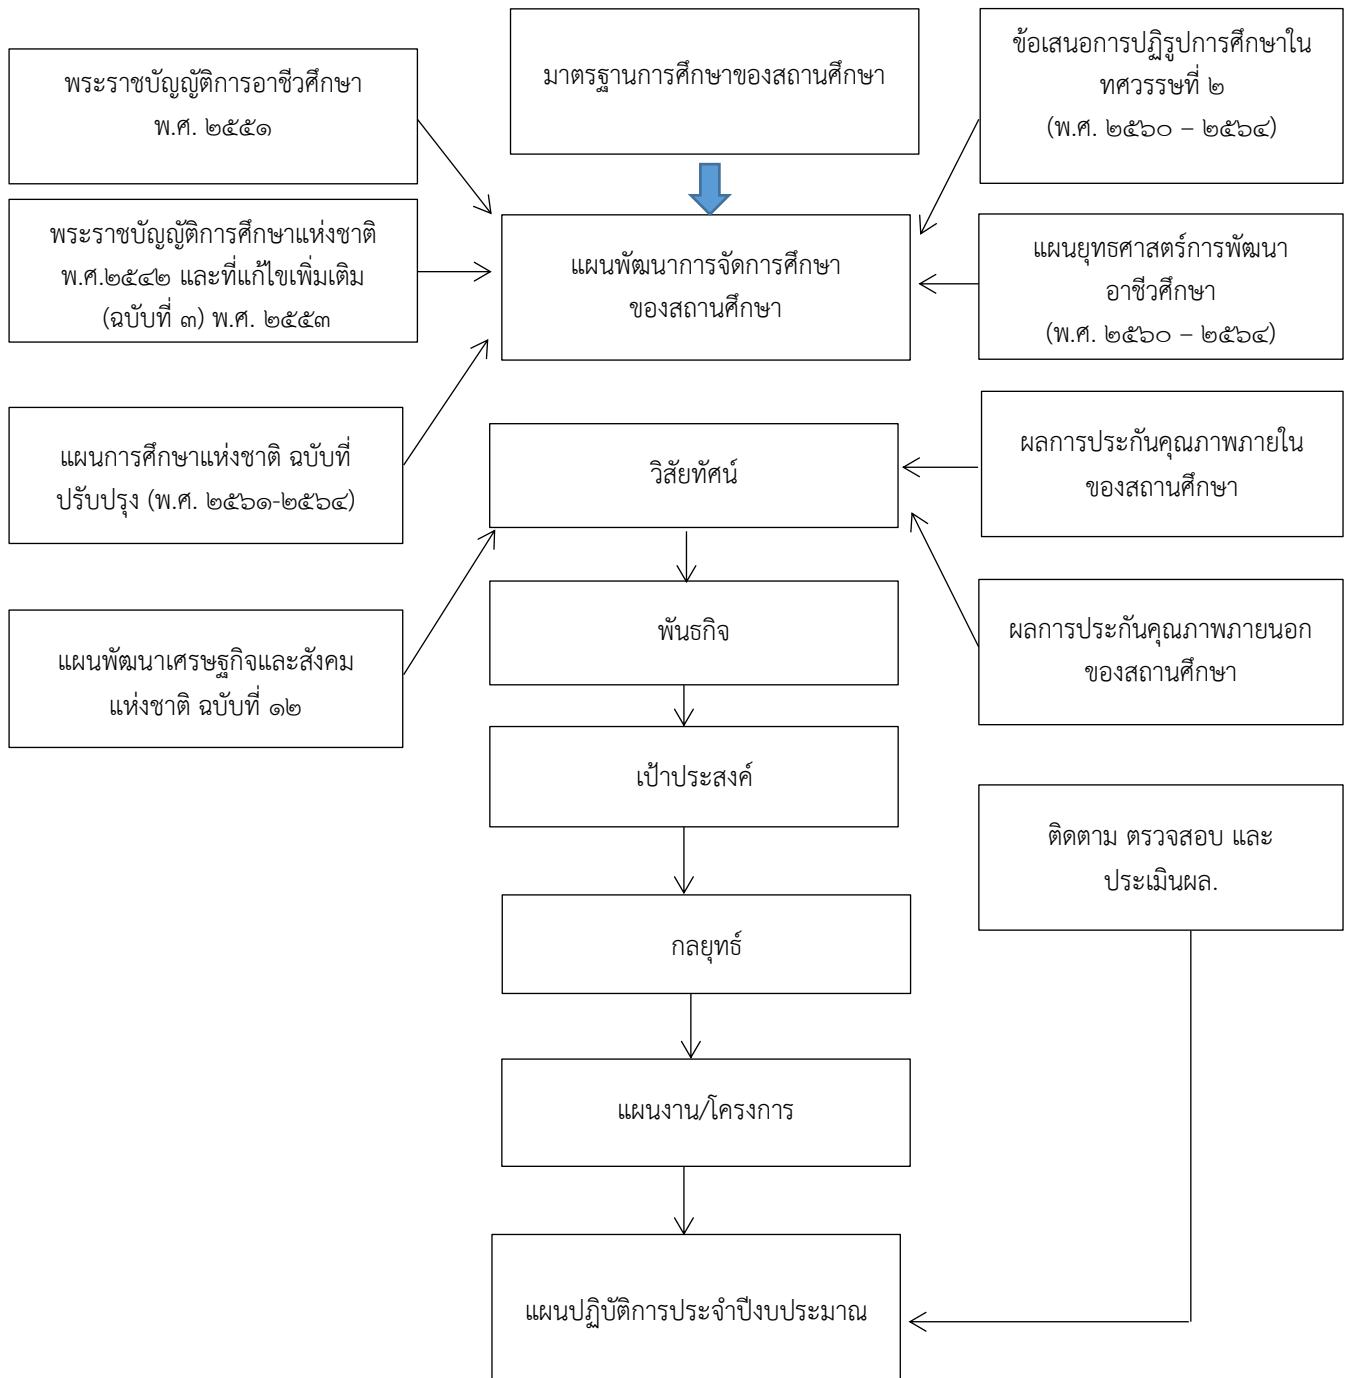 มาตรฐานการศึกษาของสถานศึกษา
พระราชบัญญัติการอาชีวศึกษา
พ.ศ. ๒๕๕๑
ข้อเสนอการปฏิรูปการศึกษาใน
ทศวรรษที่ ๒
(พ.ศ. ๒๕๖๐ – ๒๕๖๔)
พระราชบัญญัติการศึกษาแห่งชาติ
พ.ศ.๒๕๔๒ และที่แก้ไขเพิ่มเติม
(ฉบับที่ ๓) พ.ศ. ๒๕๕๓
แผนพัฒนาการจัดการศึกษา
ของสถานศึกษา
แผนยุทธศาสตร์การพัฒนา
อาชีวศึกษา
(พ.ศ. ๒๕๖๐ – ๒๕๖๔)
แผนการศึกษาแห่งชาติ ฉบับที่
ปรับปรุง (พ.ศ. ๒๕๖๑-๒๕๖๔)
วิสัยทัศน์
ผลการประกันคุณภาพภายใน
ของสถานศึกษา
แผนพัฒนาเศรษฐกิจและสังคม
แห่งชาติ ฉบับที่ ๑๒
พันธกิจ
ผลการประกันคุณภาพภายนอก
ของสถานศึกษา
เป้าประสงค์
ติดตาม ตรวจสอบ และ
ประเมินผล.
กลยุทธ์
แผนงาน/โครงการ
แผนปฏิบัติการประจำปีงบประมาณ